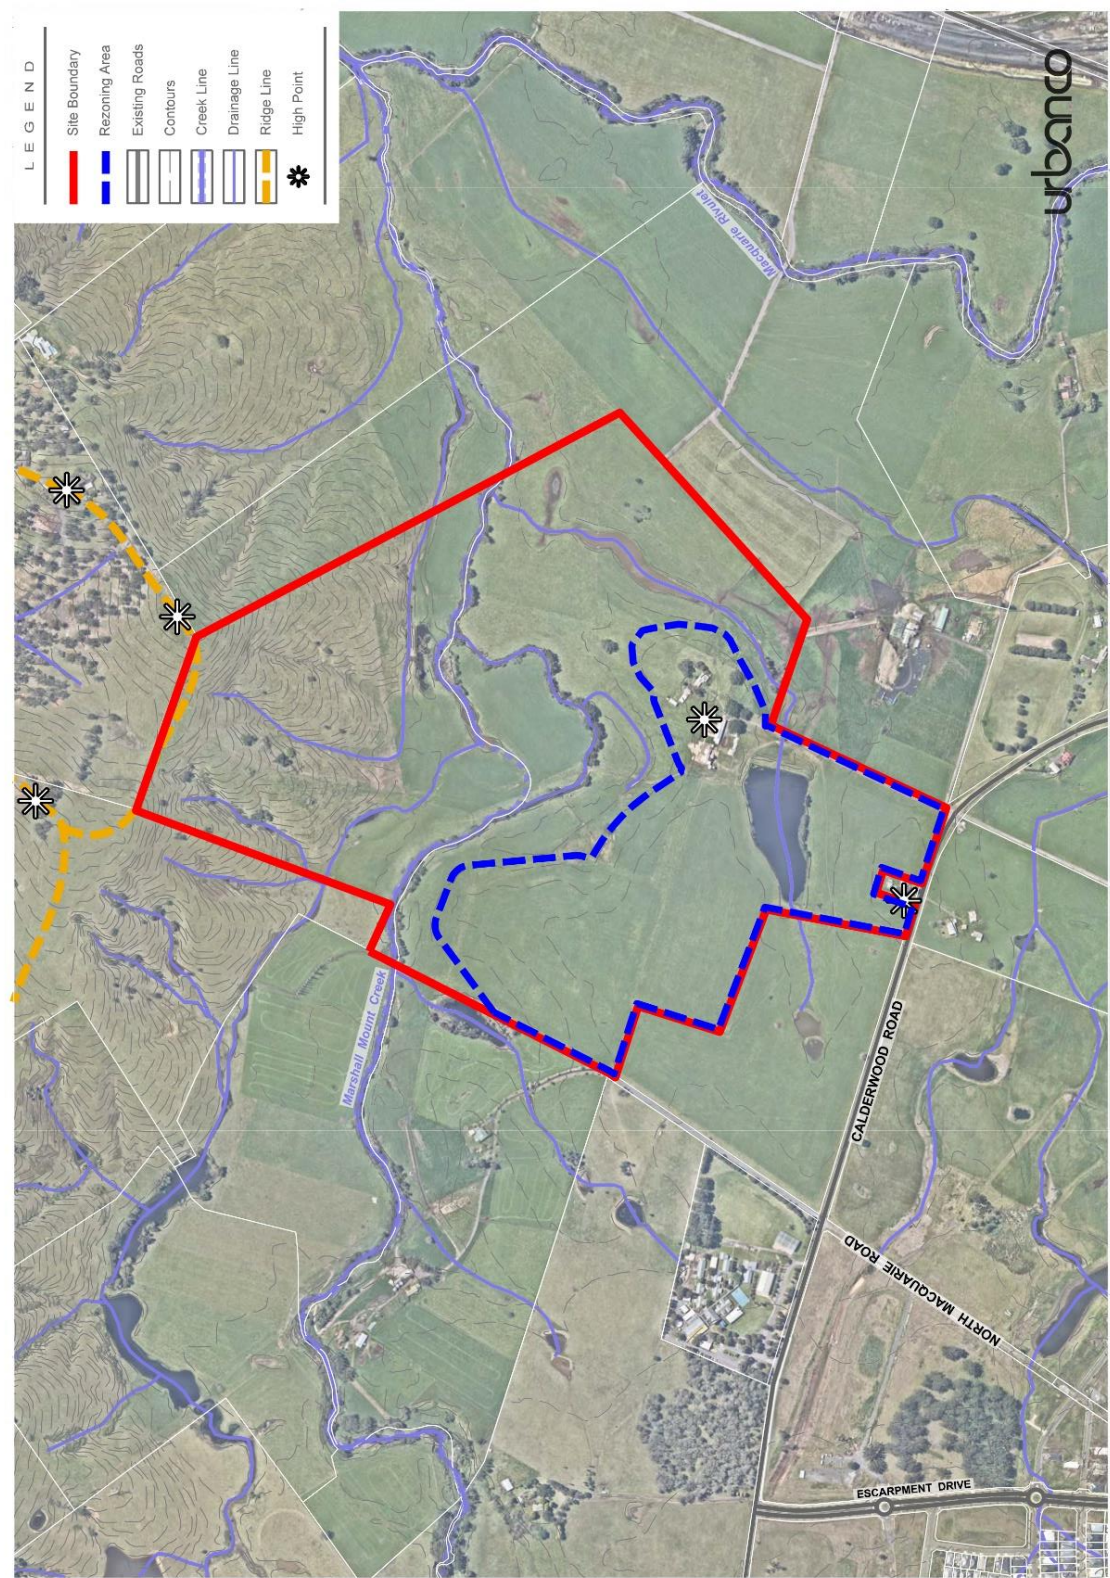 LEGEND
Site Boundary
Rezoning Area
Existing Roads
Contours
Creek Line
Drainage Line
Ridge Line
High Point
urbanco
Macquarie Rivulet
Marshall Mount Creek
CALDERWOOD ROAD
NORTH MACQUARIE ROAD
ESCARPMENT DRIVE